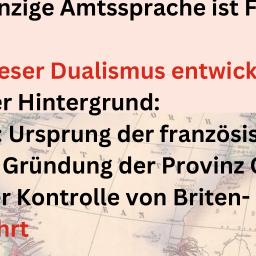 nzige Amtssprache ist F
eser Dualismus entwick
er Hintergrund:
: Ursprung der französis
Gründung der Provinz
er Kontrolle von Briten-
hrt